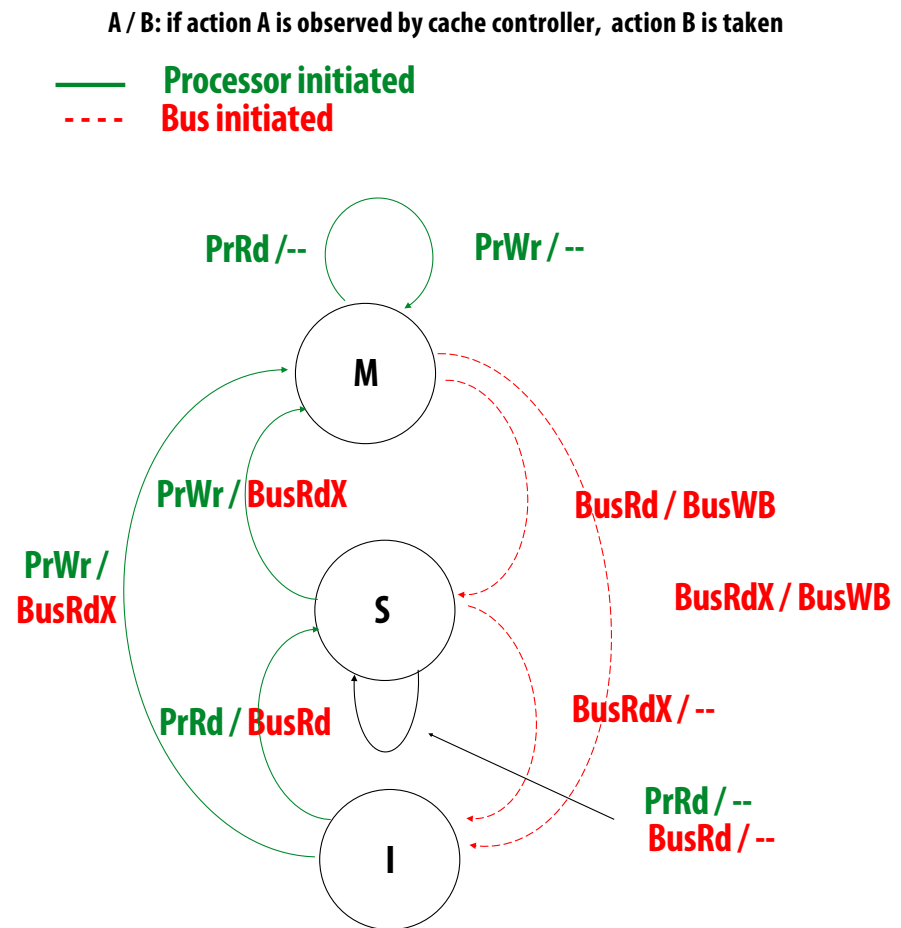 A / B: if action A is observed by cache controller, action B is taken
Processor initiated
Bus initiated
PrRd /--
PrWr / --
M
PrWr / BusRdX
BusRd / BusWB
PrWr /
BusRdX
S
BusRdX / BusWB
PrRd / BusRd
BusRdX / --
PrRd / --
BusRd / --
I